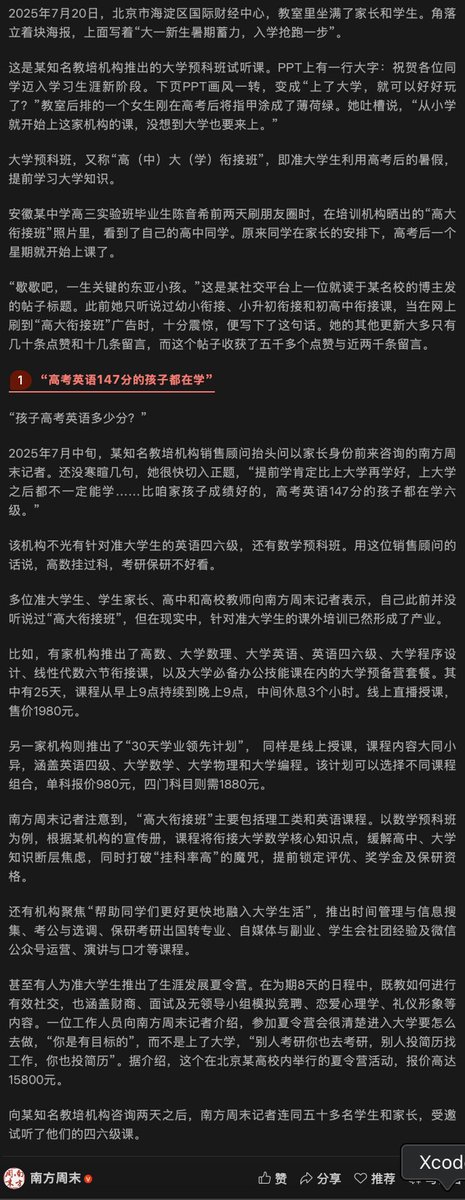 2025年7月20日，北京市海淀区国际财经中心，教室里坐满了家长和学生。角落
立着块海报，上面写着“大一新生暑期蓄力，入学抢跑一步”。
这是某知名教培机构推出的大学预科班试听课。PPT上有一行大字：祝贺各位同
学迈入学习生涯新阶段。下页PPT画风一转，变成“上了大学，就可以好好玩
了？”教室后排的一个女生刚在高考后将指甲涂成了薄荷绿。她吐槽说，“从小学
就开始上这家机构的课，没想到大学也要来上。”
大学预科班，又称“高（中）大（学）衔接班”，即准大学生利用高考后的暑假，
提前学习大学知识。
安徽某中学高三实验班毕业生陈音希前两天刷朋友圈时，在培训机构晒出的“高大
衔接班”照片里，看到了自己的高中同学。原来同学在家长的安排下，高考后一个
星期就开始上课了。
“歇歇吧，一生关键的东亚小孩。”这是某社交平台上一位就读于某名校的博主发
的帖子标题。此前她只听说过幼小衔接、小升初衔接和初高中衔接课，当在网上
刷到“高大衔接班”广告时，十分震惊，便写下了这句话。她的其他更新大多只有
几十条点赞和十几条留言，而这个帖子收获了五千多个点赞与近两千条留言。
1 “高考英语147分的孩子都在学”
“孩子高考英语多少分？”
2025年7月中旬，某知名教培机构销售顾问抬头问以家长身份前来咨询的南方周
末记者。还没寒暄几句，她很快切入正题，“提前学肯定比上大学再学好，上大学
之后都不一定能学……比咱家孩子成绩好的，高考英语147分的孩子都在学六
级。”
该机构不光有针对准大学生的英语四六级，还有数学预科班。用这位销售顾问的
话说，高数挂过科，考研保研不好看。
多位准大学生、学生家长、高中和高校教师向南方周末记者表示，自己此前并没
听说过“高大衔接班”，但在现实中，针对准大学生的课外培训已然形成了产业。
比如，有家机构推出了高数、大学数理、大学英语、英语四六级、大学程序设
计、线性代数六节衔接课，以及大学必备办公技能课在内的大学预备营套餐。其
中有25天，课程从早上9点持续到晚上9点，中间休息3个小时。线上直播授课，
售价1980元。
另一家机构则推出了“30天学业领先计划”， 同样是线上授课，课程内容大同小
异，涵盖英语四级、大学数学、大学物理和大学编程。该计划可以选择不同课程
组合，单科报价980元，四门科目则需1880元。
南方周末记者注意到，“高大衔接班”主要包括理工类和英语课程。以数学预科班
为例，根据某机构的宣传册，课程将衔接大学数学核心知识点，缓解高中、大学
知识断层焦虑，同时打破“挂科率高”的魔咒，提前锁定评优、奖学金及保研资
格。
还有机构聚焦“帮助同学们更好更快地融入大学生活”，推出时间管理与信息搜
集、考公与选调、保研考研出国转专业、自媒体与副业、学生会社团经验及微信
公众号运营、演讲与口才等课程。
甚至有人为准大学生推出了生涯发展夏令营。在为期8天的日程中，既教如何进行
有效社交，也涵盖财商、面试及无领导小组模拟竞聘、恋爱心理学、礼仪形象等
内容。一位工作人员向南方周末记者介绍，参加夏令营会很清楚进入大学要怎么
去做，“你是有目标的”，而不是上了大学，“别人考研你也去考研，别人投简历找
工作，你也投简历”。据介绍，这个在北京某高校内举行的夏令营活动，报价高达
15800元。
向某知名教培机构咨询两天之后，南方周末记者连同五十多名学生和家长，受邀
试听了他们的四六级课。
南方周末 赞 分享 推荐
Xcod